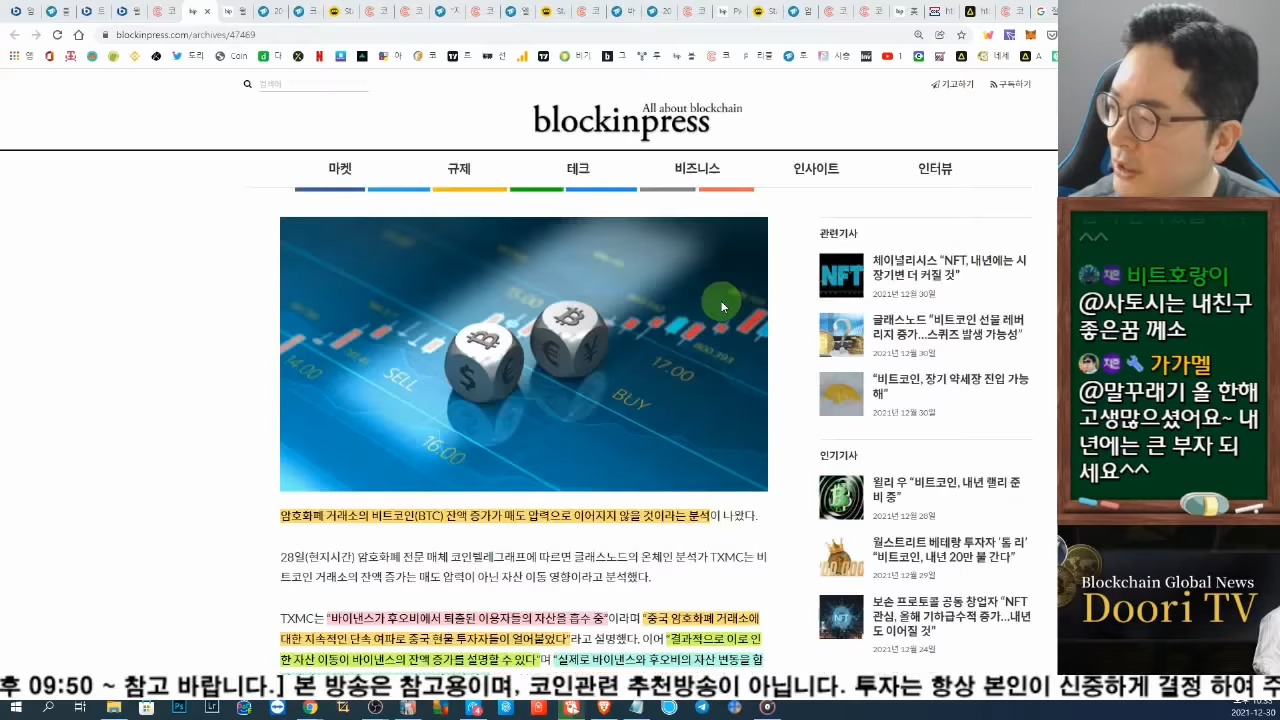 blockinpress.com/archives/47469
검색어
기고하기
구독하기
All about blockchain
blockinpress
마켓 규제 테크 비즈니스 인사이트 인터뷰
SELL
BUY
14:00
16:00
17:00
암호화폐 거래소의 비트코인(BTC) 잔액 증가가 매도 압력으로 이어지지 않을 것이라는 분석이 나왔다.
28일(현지시간) 암호화폐 전문 매체 코인텔레그래프에 따르면 글래스노드의 온체인 분석가 TXMC는 비
트코인 거래소의 잔액 증가는 매도 압력이 아닌 자산 이동 영향이라고 분석했다.
TXMC는 “바이낸스가 후오비에서 퇴출된 이용자들의 자산을 흡수 중”이라며 “중국 암호화폐 거래소에
대한 지속적인 단속 여파로 중국 현물 투자자들이 얼어붙었다”라고 설명했다. 이어 “결과적으로 이로 인
한 자산 이동이 바이낸스의 잔액 증가를 설명할 수 있다”며 “실제로 바이낸스와 후오비의 자산 변동을 합
관련기사
체이널리시스 “NFT, 내년에는 시
장기변 더 커질 것”
2021년 12월 30일
글래스노드 “비트코인 선물 레버
리지 증가…스퀴즈 발생 가능성”
2021년 12월 30일
“비트코인, 장기 약세장 진입 가능
해”
2021년 12월 30일
인기기사
윌리 우 “비트코인, 내년 랠리 준
비 중”
2021년 12월 28일
월스트리트 베테랑 투자자 ‘톰 리’
“비트코인, 내년 20만 불 간다”
2021년 12월 29일
보손 프로토콜 공동 창업자 “NFT
관심, 올해 기하급수적 증가…내년
도 이어질 것”
2021년 12월 24일
^^
비트호랑이
@사토시는 내친구
좋은꿈 께소
가가멜
@말꾸래기 올 한해
고생많으셨어요~ 내
년에는 큰 부자 되
세요^^
Blockchain Global News
Doori TV
후 09:50 ~ 참고 바랍니다.] 본 방송은 참고용이며, 코인관련 추천방송이 아닙니다. 투자는 항상 본인이 신중하게 결정 하여 주
2021-12-30